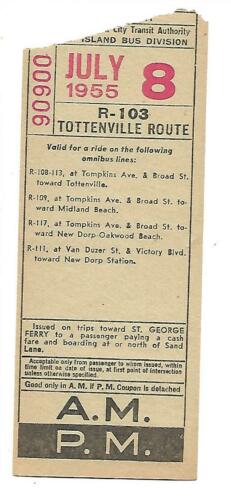 City Transit Authority
ISLAND BUS DIVISION
90900
JULY 8
1955
R-103
TOTTENVILLE ROUTE
Valid for a ride on the following
omnibus lines:
R-108-113, at Tompkins Ave. & Broad St.
toward Tottenville.
R-109, at Tompkins Ave. & Broad St. to-
ward Midland Beach.
R-117, at Tompkins Ave. & Broad St. to-
ward New Dorp-Oakwood Beach.
R-111, at Van Duzer St. & Victory Blvd.
toward New Dorp Station.
Issued on trips toward ST. GEORGE
FERRY to a passenger paying a cash
fare and boarding at or north of Sand
Lane.
Acceptable only from passenger to whom issued, within
time limit on date of issue, at first point of intersection
unless otherwise specified.
Good only in A. M. if P. M. Coupon is detached
A.M.
P.M.